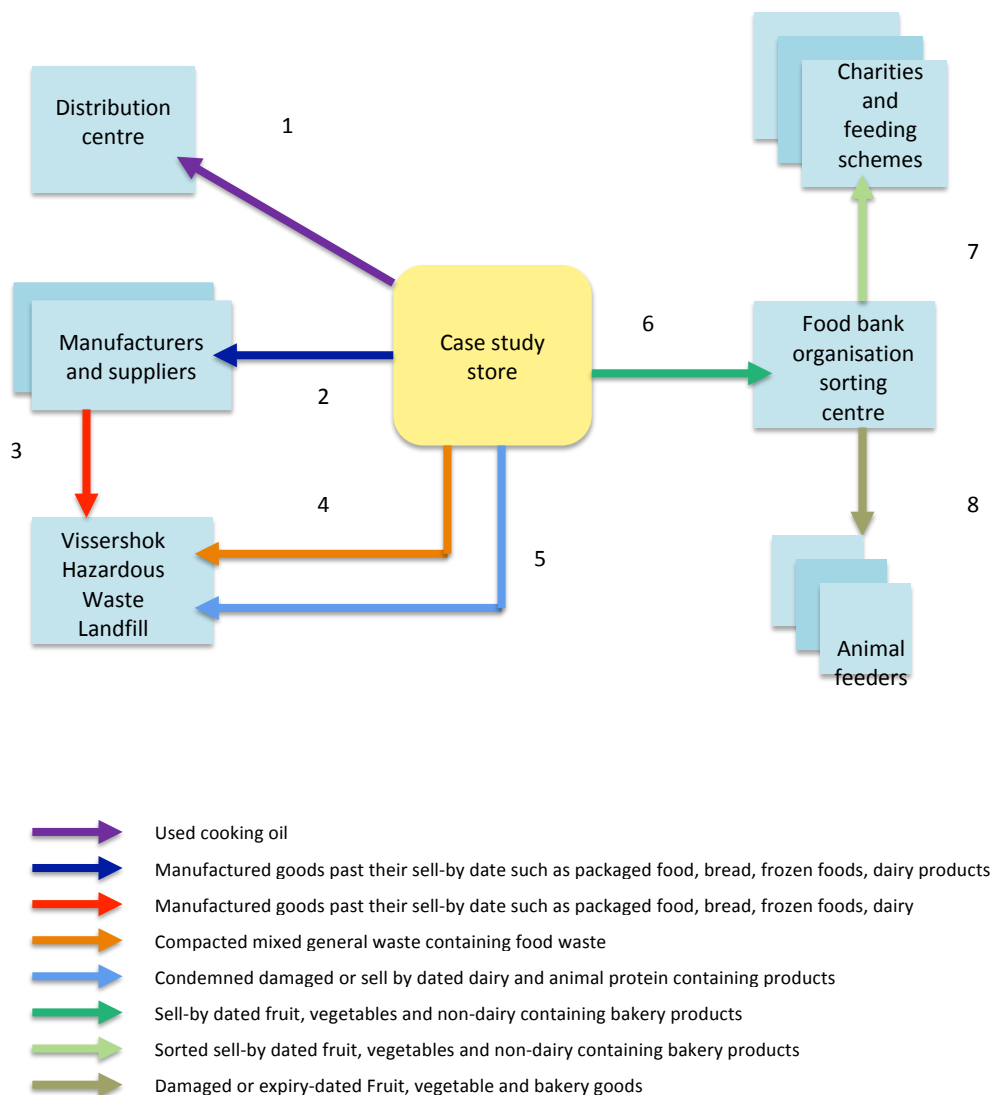 Distribution
centre
1
Charities
and
feeding
schemes
7
Manufacturers
and suppliers
2
Case study
store
6
Food bank
organisation
sorting
centre
3
4
5
8
Vissershok
Hazardous
Waste
Landfill
Animal
feeders
Used cooking oil
Manufactured goods past their sell-by date such as packaged food, bread, frozen foods, dairy products
Manufactured goods past their sell-by date such as packaged food, bread, frozen foods, dairy
Compacted mixed general waste containing food waste
Condemned damaged or sell by dated dairy and animal protein containing products
Sell-by dated fruit, vegetables and non-dairy containing bakery products
Sorted sell-by dated fruit, vegetables and non-dairy containing bakery products
Damaged or expiry-dated Fruit, vegetable and bakery goods